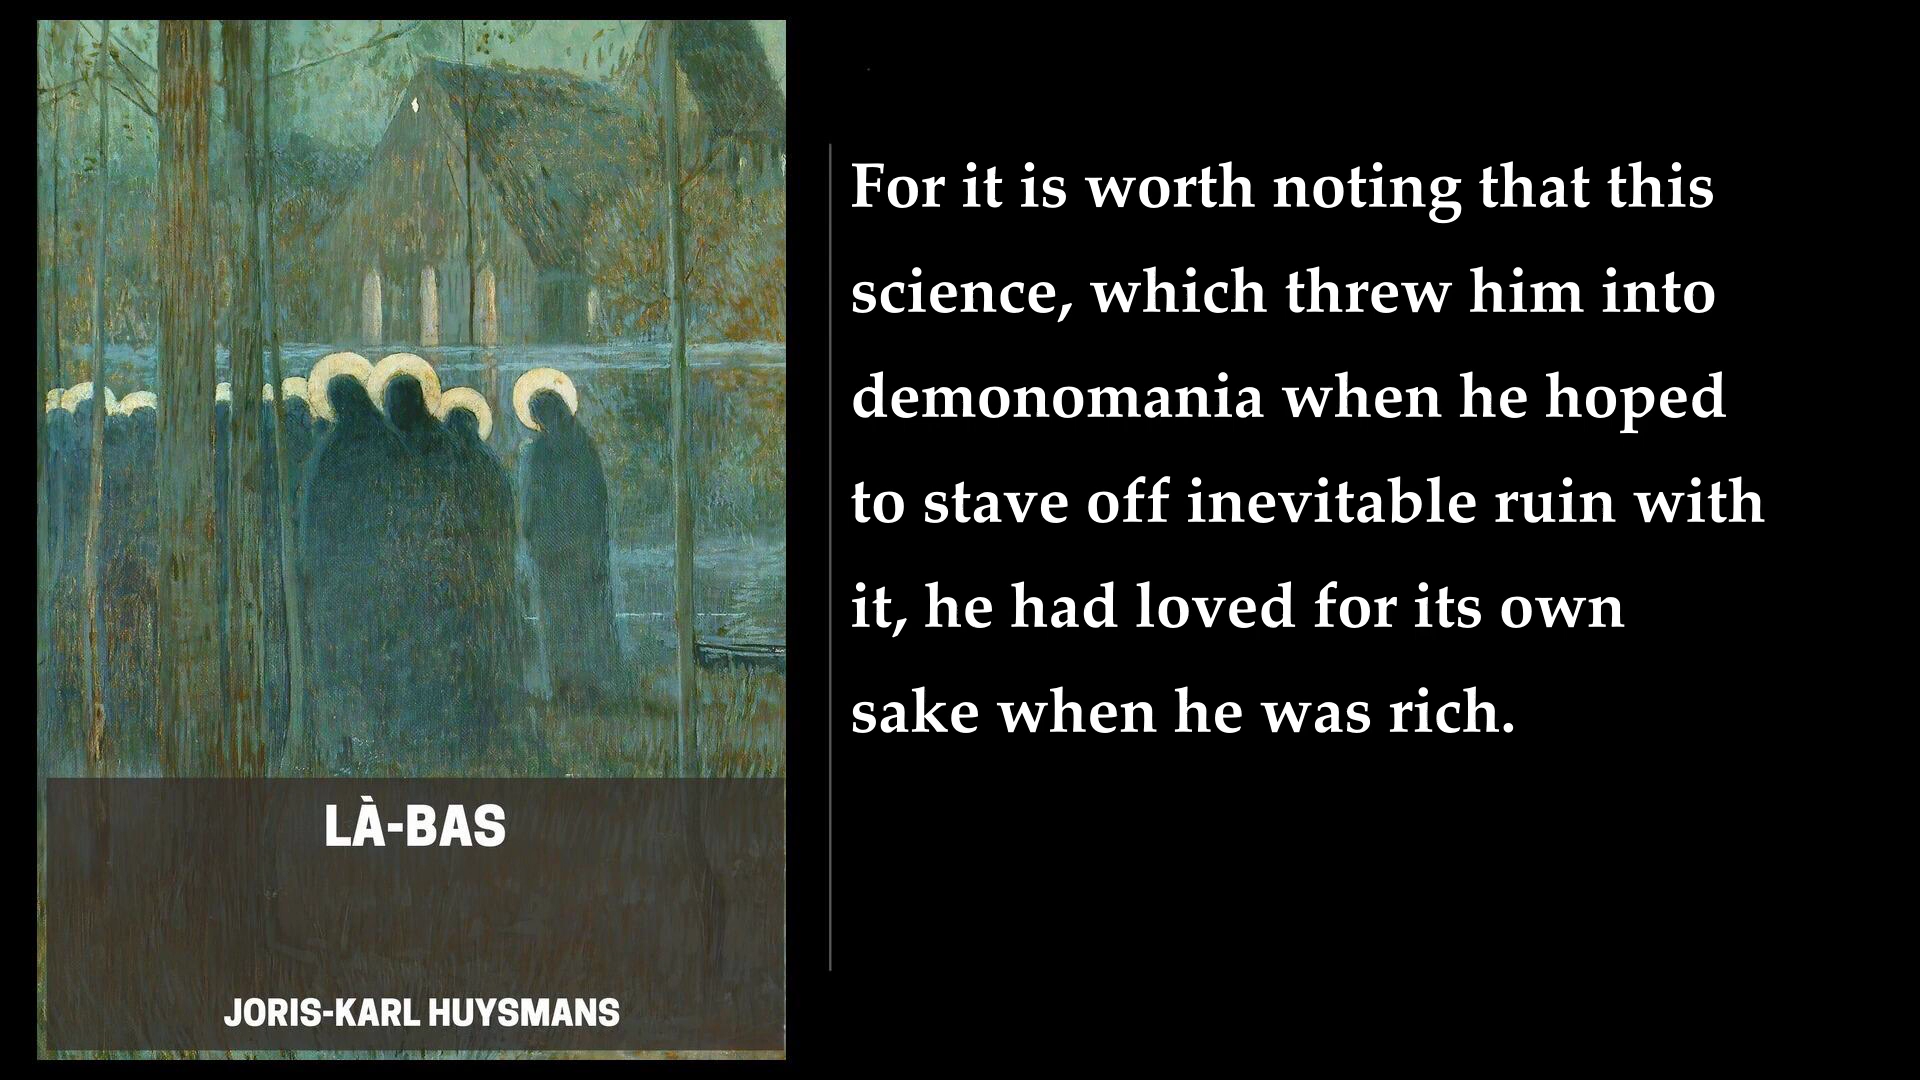 LÀ-BAS
JORIS-KARL HUYSMANS
For it is worth noting that this
science, which threw him into
demonomania when he hoped
to stave off inevitable ruin with
it, he had loved for its own
sake when he was rich.